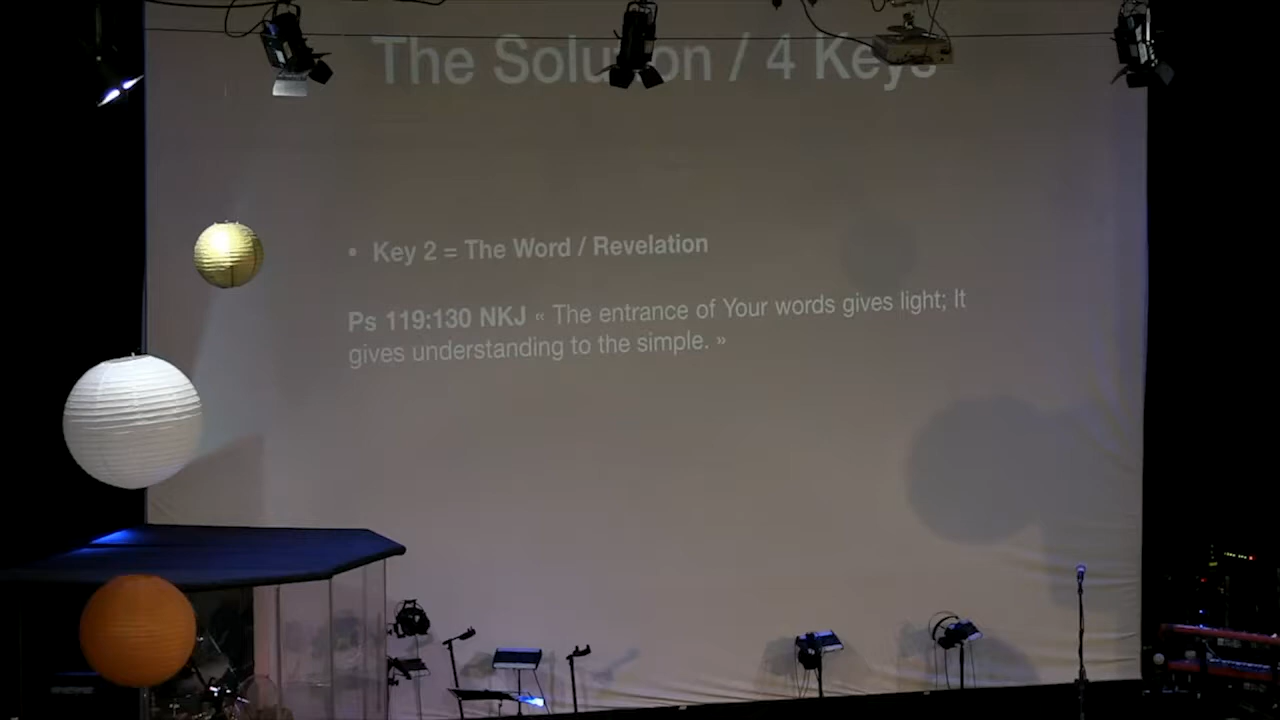 The Solution / 4 Keys
• Key 2 = The Word / Revelation
Ps 119:130 NKJ « The entrance of Your words gives light; It
gives understanding to the simple. »